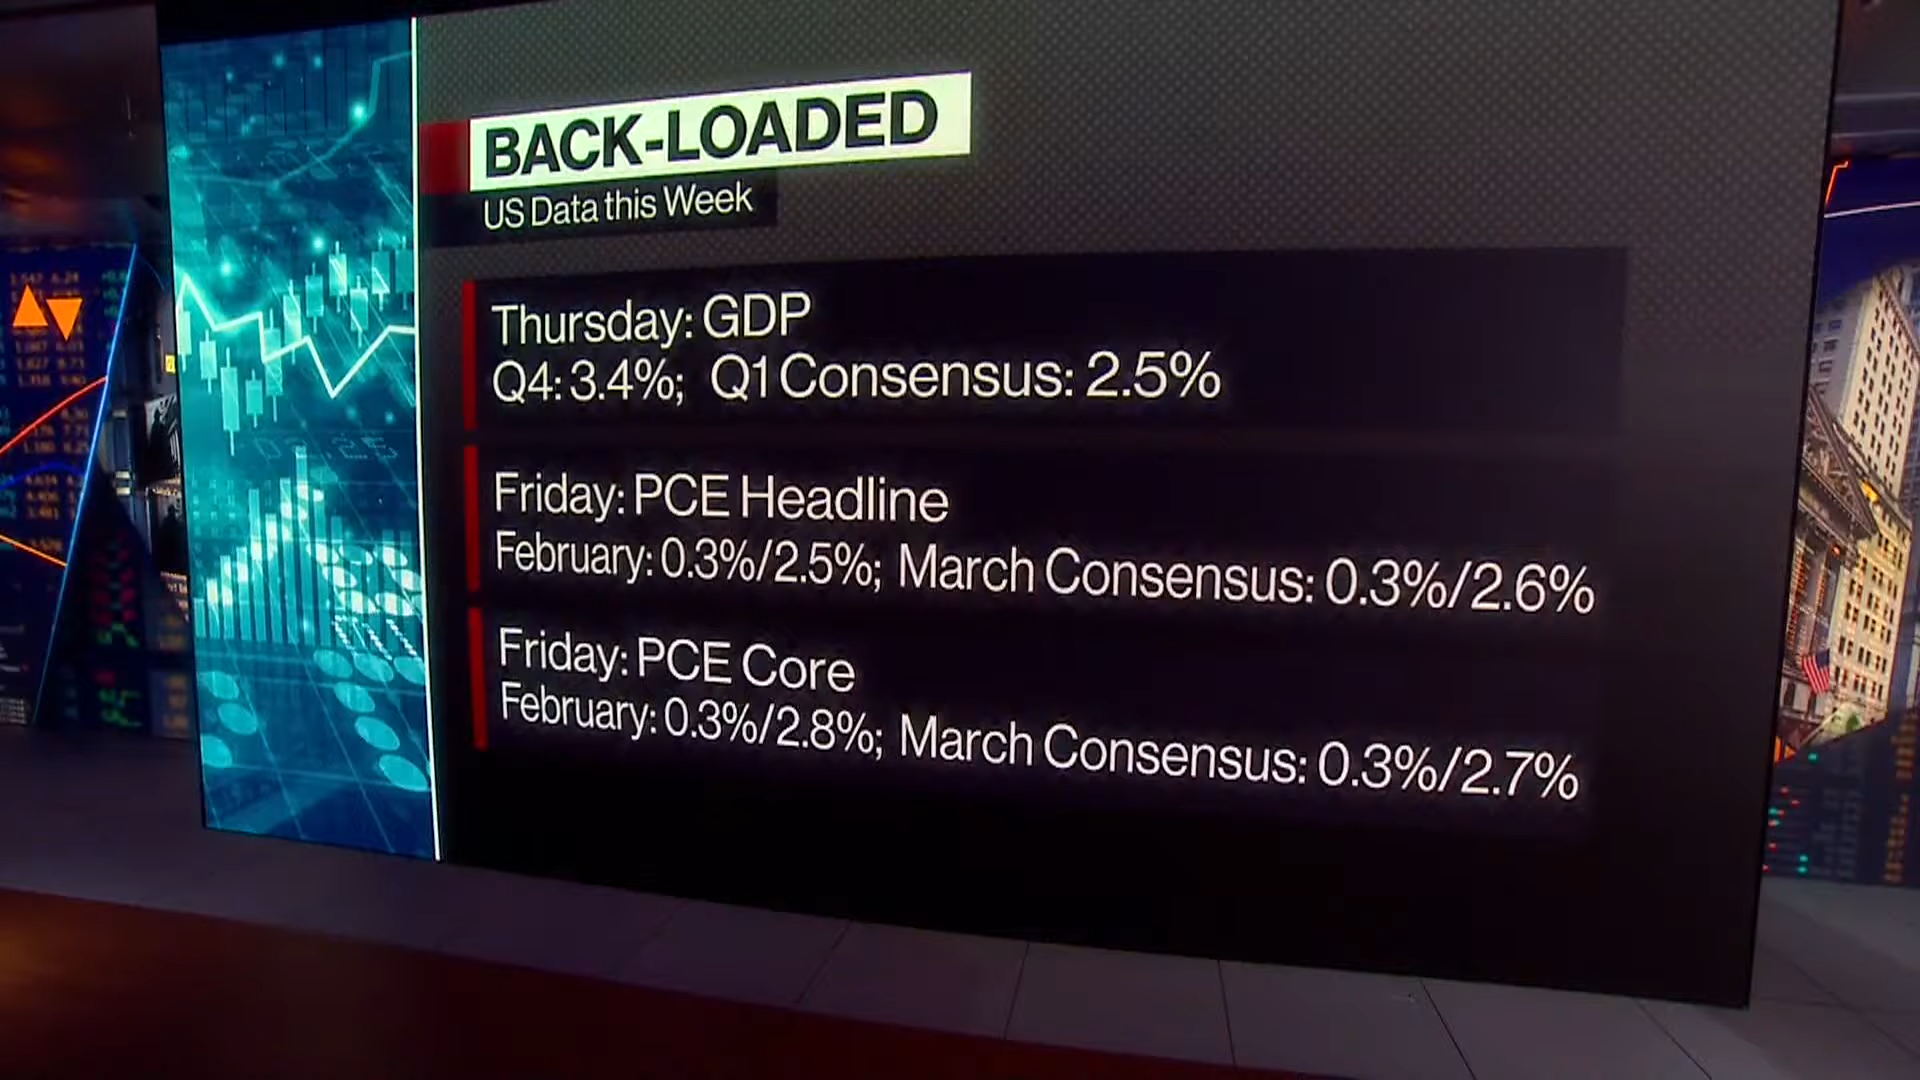 BACK-LOADED
US Data this Week
Thursday: GDP
Q4: 3.4%; Q1 Consensus: 2.5%
Friday: PCE Headline
February: 0.3%/2.5%; March Consensus: 0.3%/2.6%
Friday: PCE Core
February: 0.3%/2.8%; March Consensus: 0.3%/2.7%